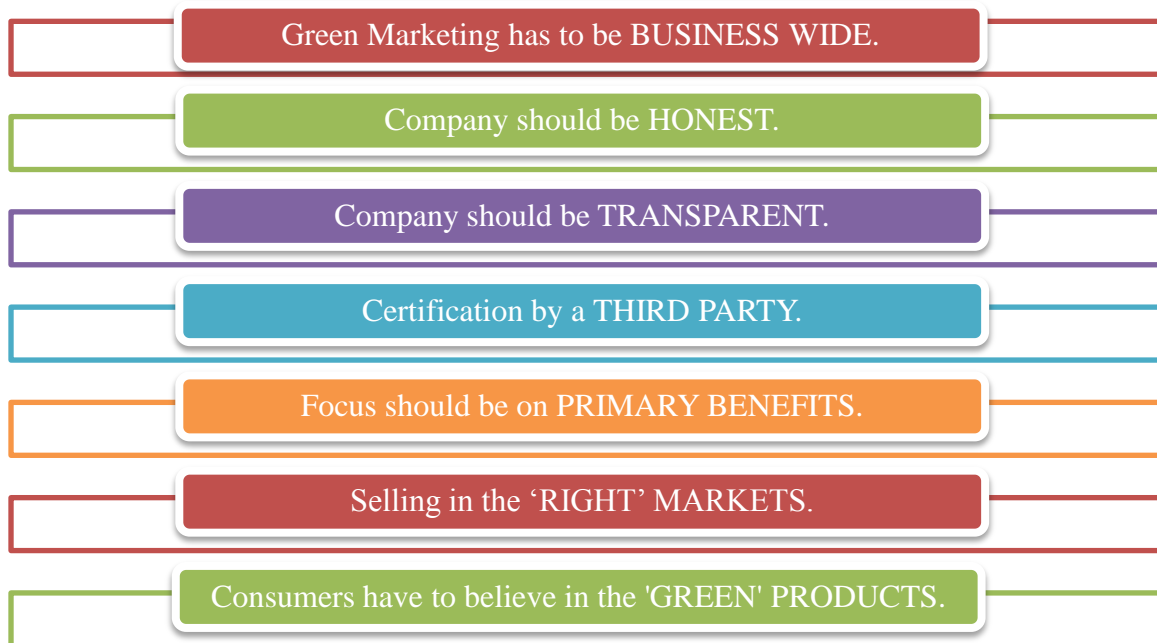 Green Marketing has to be BUSINESS WIDE.
Company should be HONEST.
Company should be TRANSPARENT.
Certification by a THIRD PARTY.
Focus should be on PRIMARY BENEFITS.
Selling in the ‘RIGHT’ MARKETS.
Consumers have to believe in the 'GREEN' PRODUCTS.